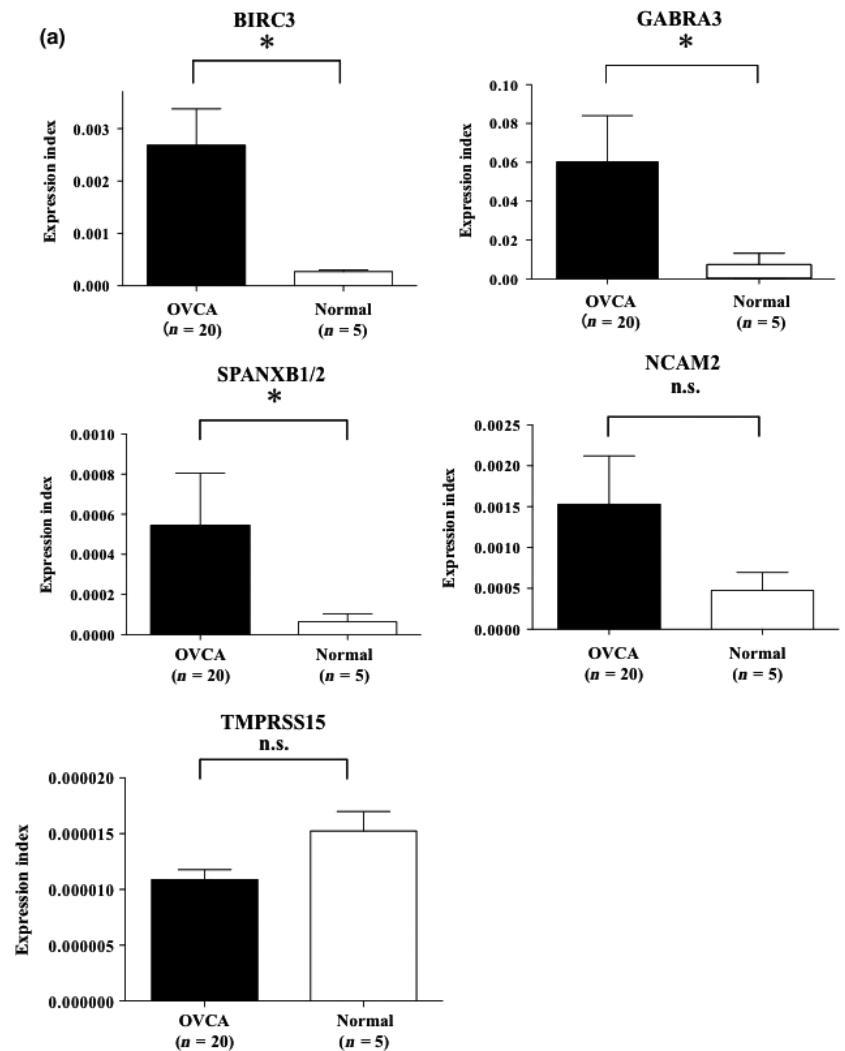 (a)
BIRC3
*
Expression index
0.003
0.002
0.001
0.000
OVCA
Normal
(n = 20)
(n = 5)
GABRA3
*
Expression index
0.10
0.08
0.06
0.04
0.02
0.00
OVCA
Normal
(n = 20)
(n = 5)
SPANXB1/2
*
Expression index
0.0010
0.0008
0.0006
0.0004
0.0002
0.0000
OVCA
Normal
(n = 20)
(n = 5)
NCAM2
n.s.
Expression index
0.0025
0.0020
0.0015
0.0010
0.0005
0.0000
OVCA
Normal
(n = 20)
(n = 5)
TMPRSS15
n.s.
Expression index
0.000020
0.000015
0.000010
0.000005
0.000000
OVCA
Normal
(n = 20)
(n = 5)